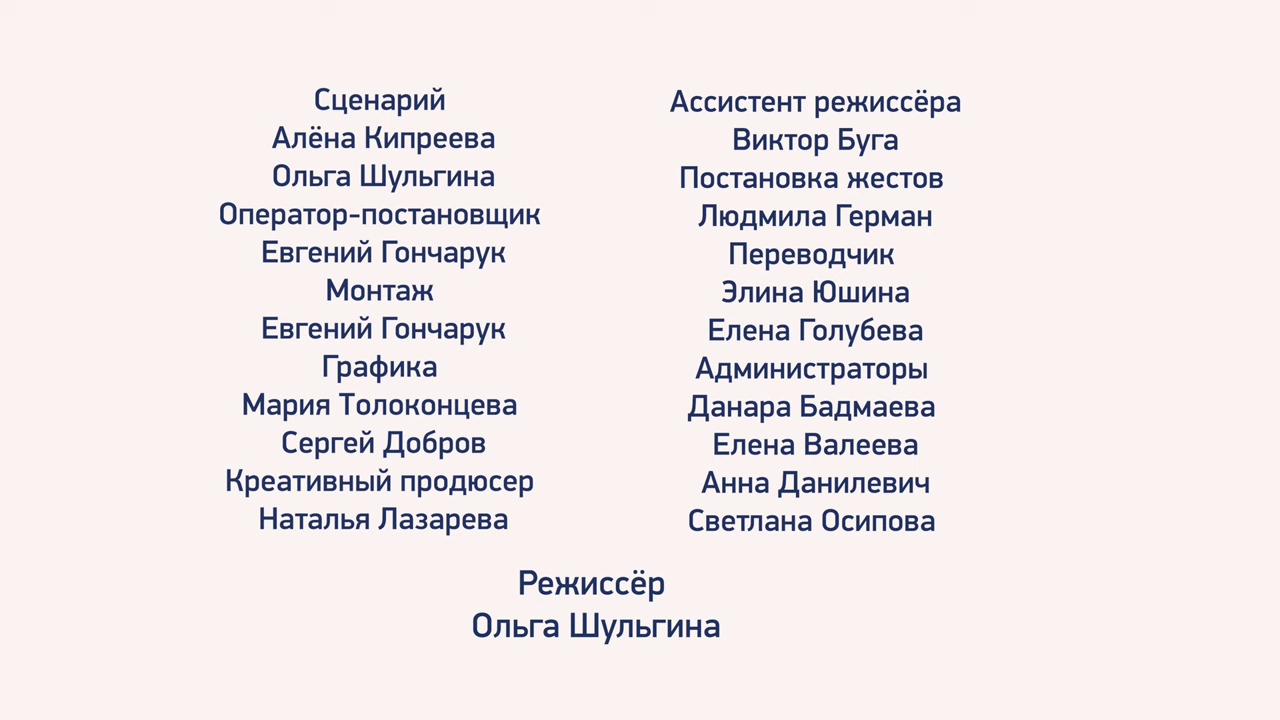 Сценарий
Алёна Кипреева
Ольга Шульгина
Оператор-постановщик
Евгений Гончарук
Монтаж
Евгений Гончарук
Графика
Мария Толоконцева
Сергей Добров
Креативный продюсер
Наталья Лазарева
Ассистент режиссёра
Виктор Буга
Постановка жестов
Людмила Герман
Переводчик
Элина Юшина
Елена Голубева
Администраторы
Данара Бадмаева
Елена Валеева
Анна Данилевич
Светлана Осипова
Режиссёр
Ольга Шульгина